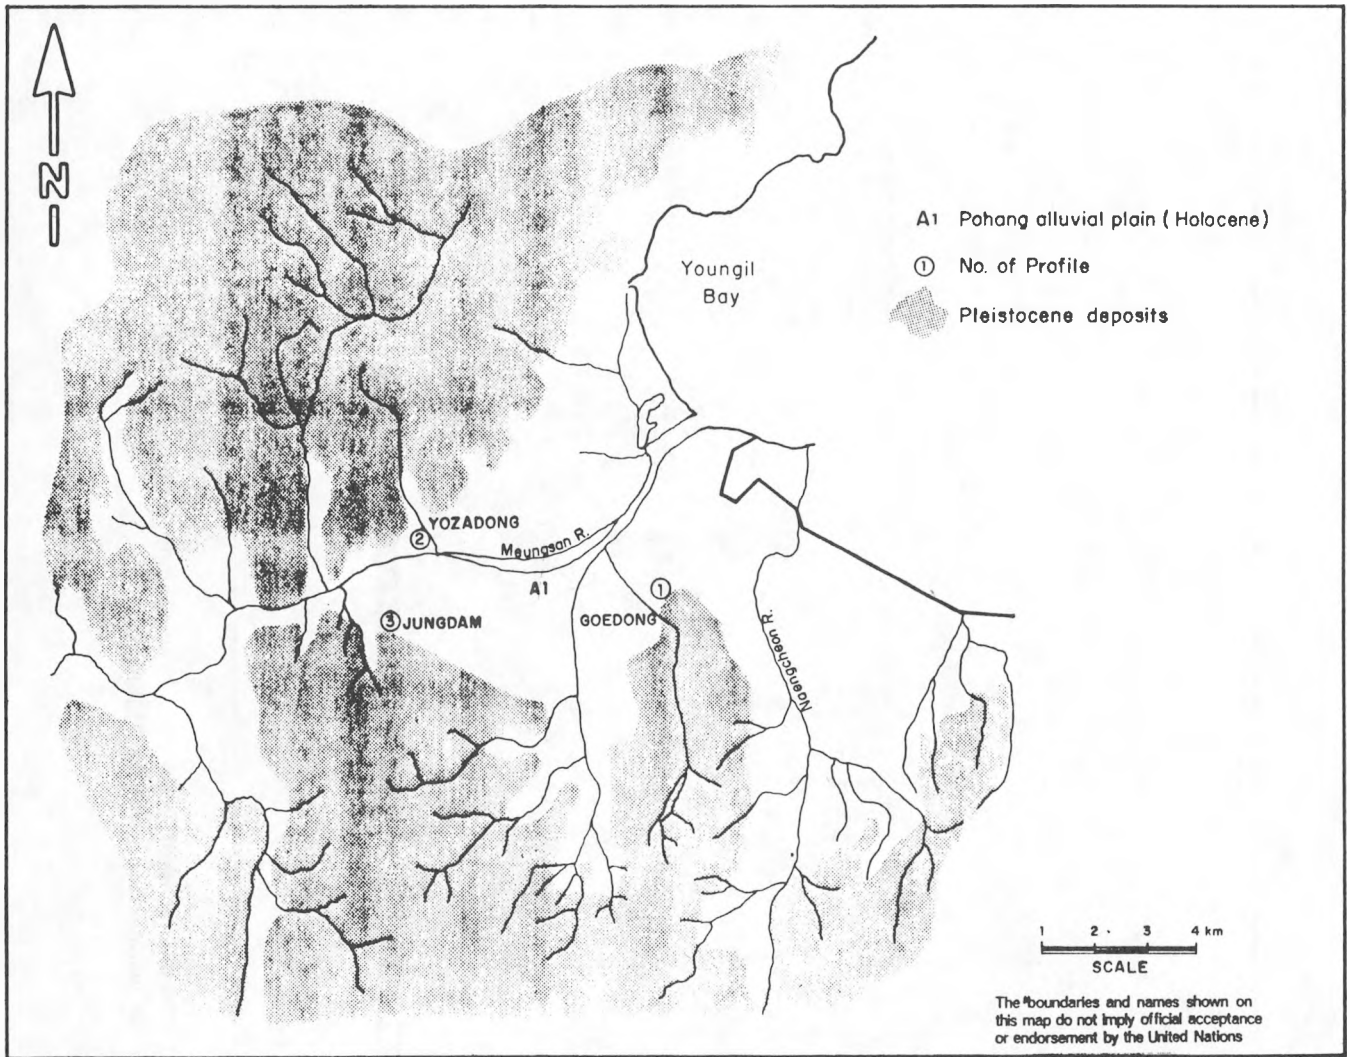 N
Youngil
Bay
A1 Pohang alluvial plain (Holocene)
① No. of Profile
Pleistocene deposits
YOZADONG
②
Meungsan R.
A1
①
③ JUNGDAM
GOEDONG
Naengcheon R.
1 2 3 4 km
SCALE
The boundaries and names shown on
this map do not imply official acceptance
or endorsement by the United Nations